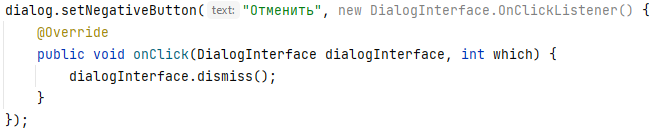 dialog.setNegativeButton( text: "Отменить", new DialogInterface.OnClickListener() {
    @Override
    public void onClick(DialogInterface dialogInterface, int which) {
        dialogInterface.dismiss();
    }
});